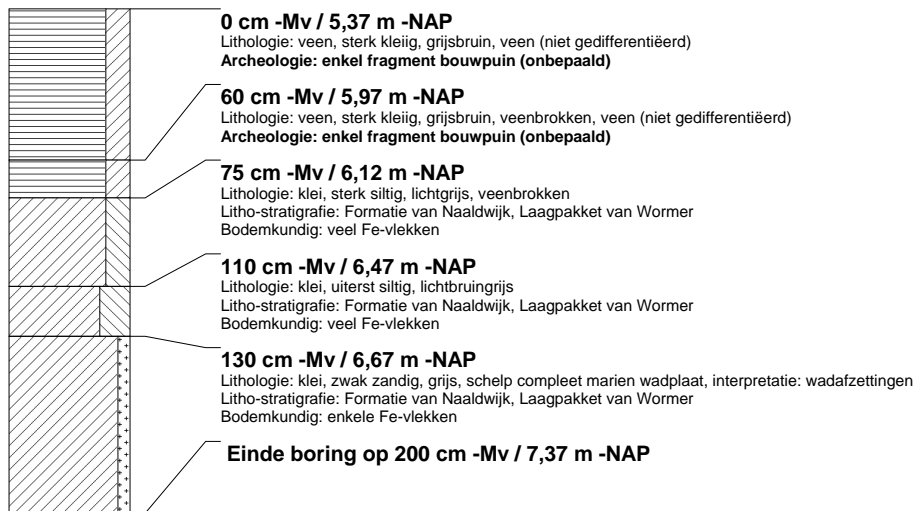 0 cm -Mv / 5,37 m -NAP
Lithologie: veen, sterk kleiig, grijsbruin, veen (niet gedifferentiëerd)
Archeologie: enkel fragment bouwpuin (onbepaald)
60 cm -Mv / 5,97 m -NAP
Lithologie: veen, sterk kleiig, grijsbruin, veenbrokken, veen (niet gedifferentiëerd)
Archeologie: enkel fragment bouwpuin (onbepaald)
75 cm -Mv / 6,12 m -NAP
Lithologie: klei, sterk siltig, lichtgrijs, veenbrokken
Litho-stratigrafie: Formatie van Naaldwijk, Laagpakket van Wormer
Bodemkundig: veel Fe-vlekken
110 cm -Mv / 6,47 m -NAP
Lithologie: klei, uiterst siltig, lichtbruingrijs
Litho-stratigrafie: Formatie van Naaldwijk, Laagpakket van Wormer
Bodemkundig: veel Fe-vlekken
130 cm -Mv / 6,67 m -NAP
Lithologie: klei, zwak zandig, grijs, schelp compleet marien wadplaat, interpretatie: wadafzettingen
Litho-stratigrafie: Formatie van Naaldwijk, Laagpakket van Wormer
Bodemkundig: enkele Fe-vlekken
Einde boring op 200 cm -Mv / 7,37 m -NAP